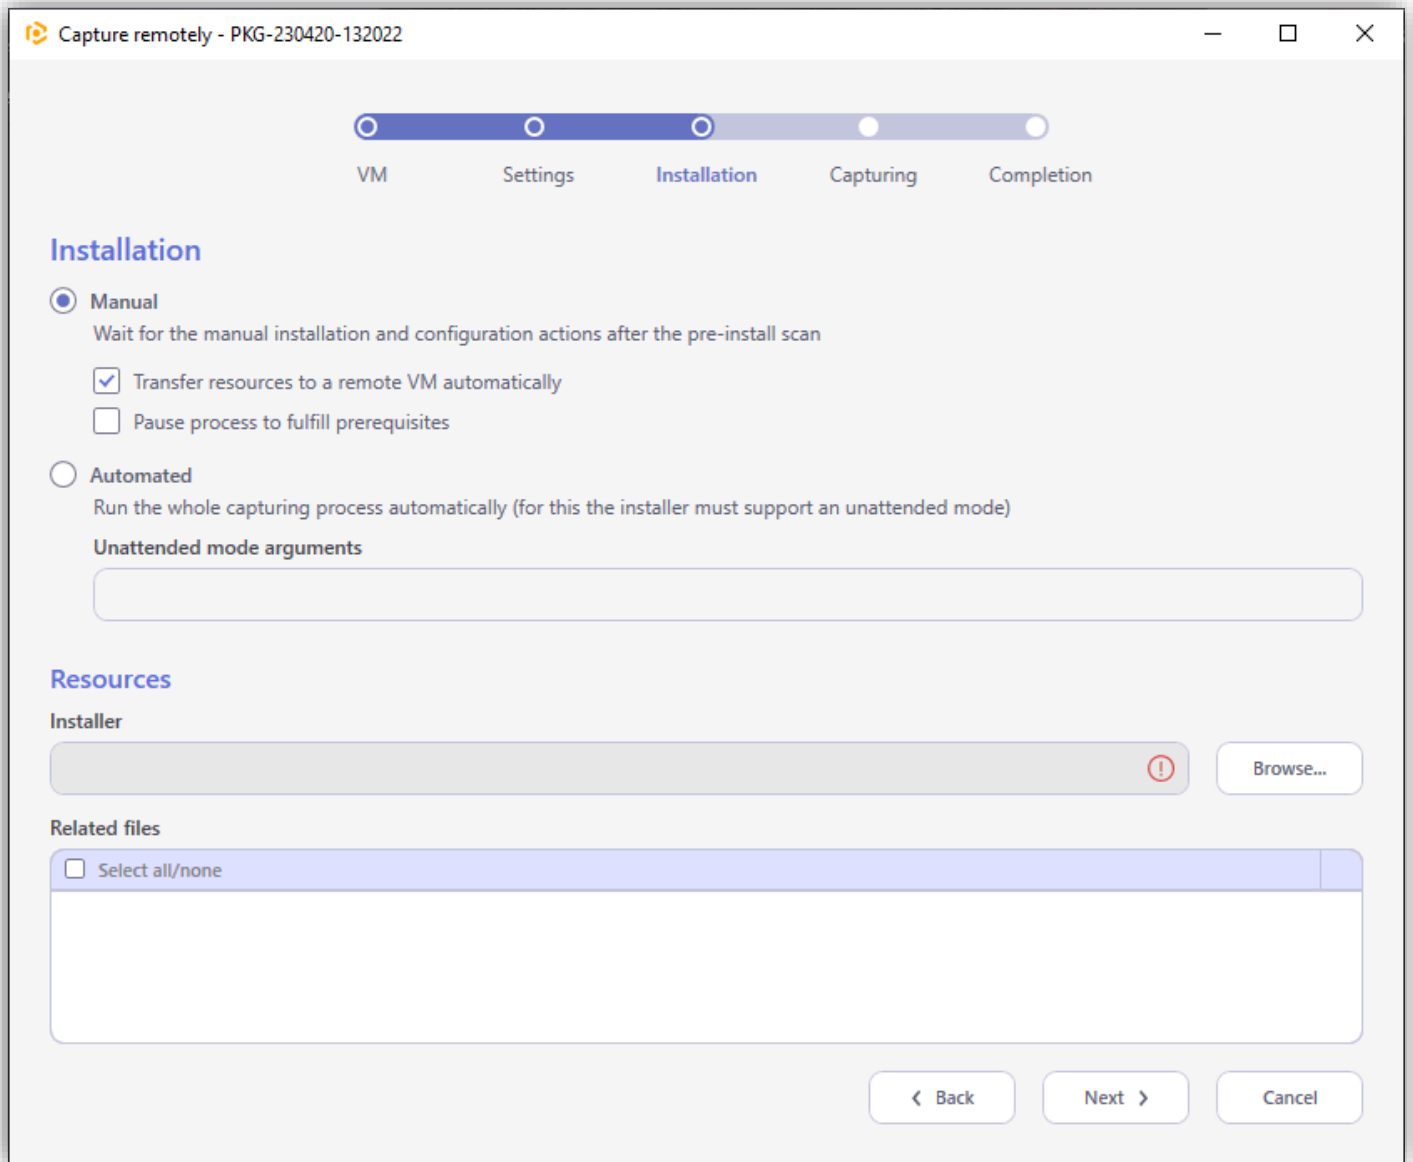 Capture remotely - PKG-230420-132022
VM
Settings
Installation
Capturing
Completion
Installation
Manual
Wait for the manual installation and configuration actions after the pre-install scan
Transfer resources to a remote VM automatically
Pause process to fulfill prerequisites
Automated
Run the whole capturing process automatically (for this the installer must support an unattended mode)
Unattended mode arguments
Resources
Installer
Browse...
Related files
Select all/none
Back
Next
Cancel